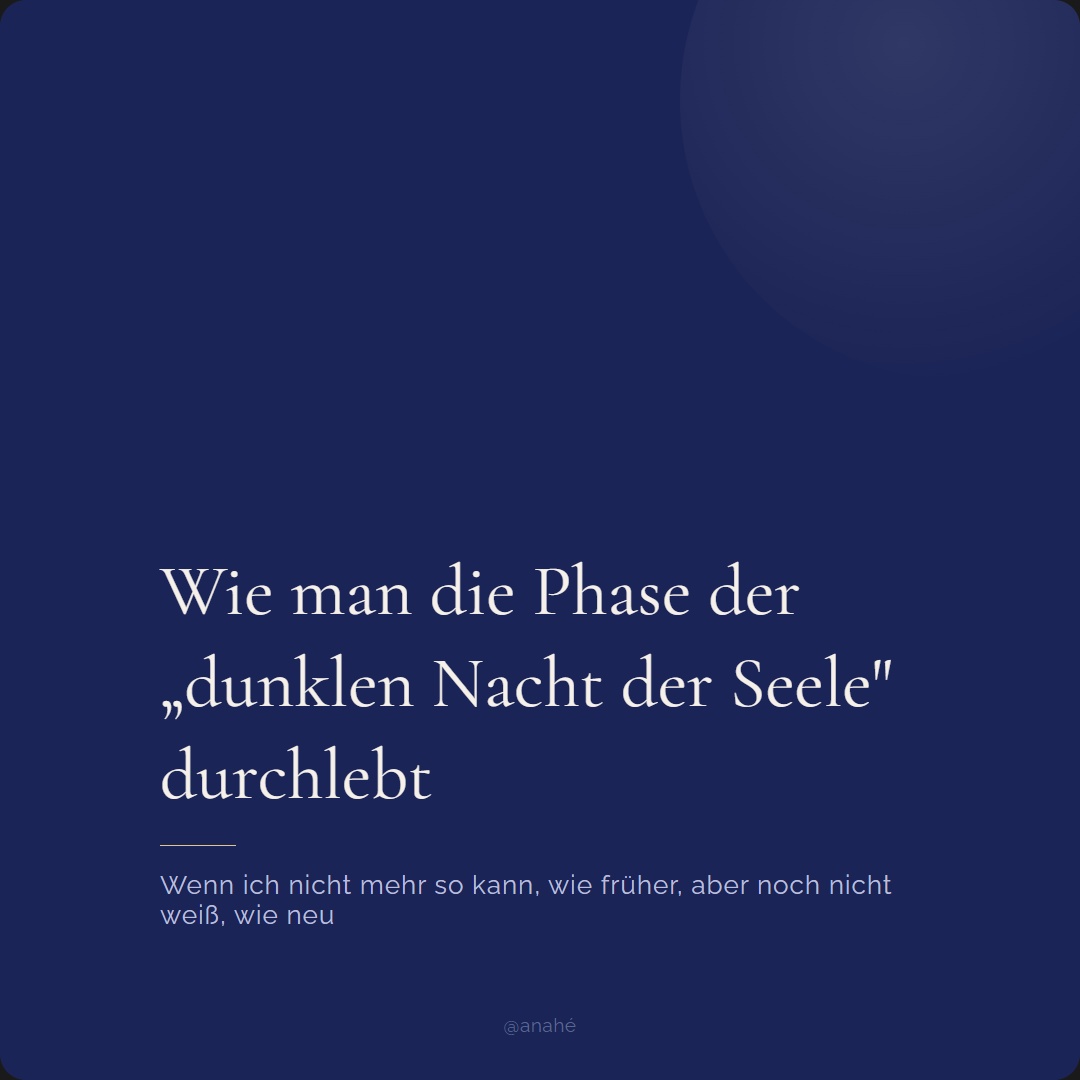 Wie man die Phase der
„dunklen Nacht der Seele"
durchlebt
Wenn ich nicht mehr so kann, wie früher, aber noch nicht
weiß, wie neu
@anahé